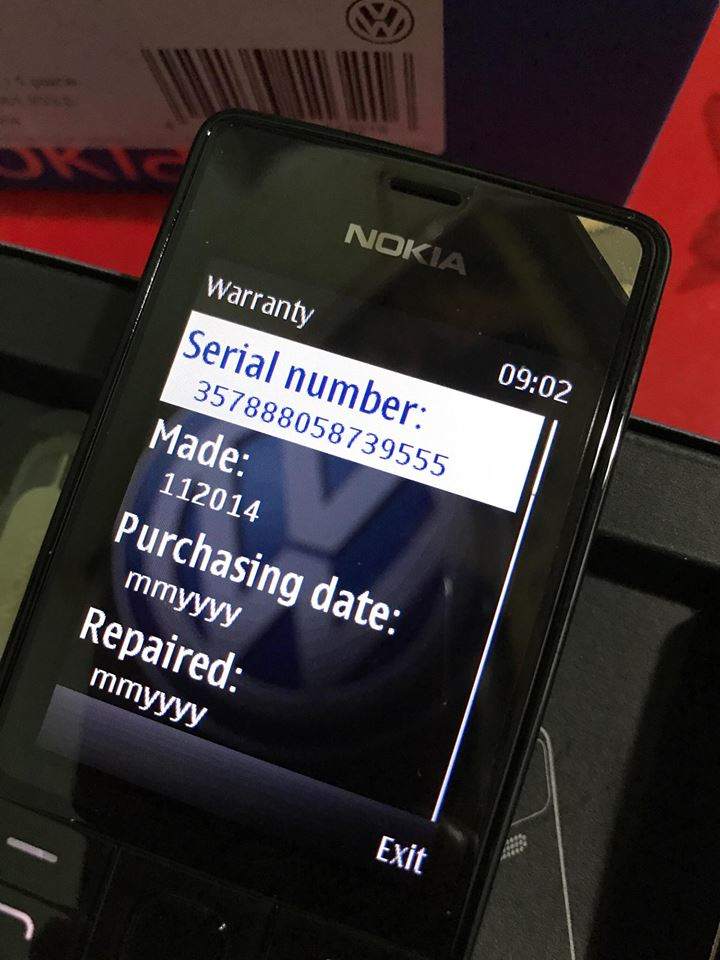 NOKIA
Warranty
09:02
Serial number:
357888058739555
Made:
112014
Purchasing date:
mmyyyy
Repaired:
mmyyyy
Exit